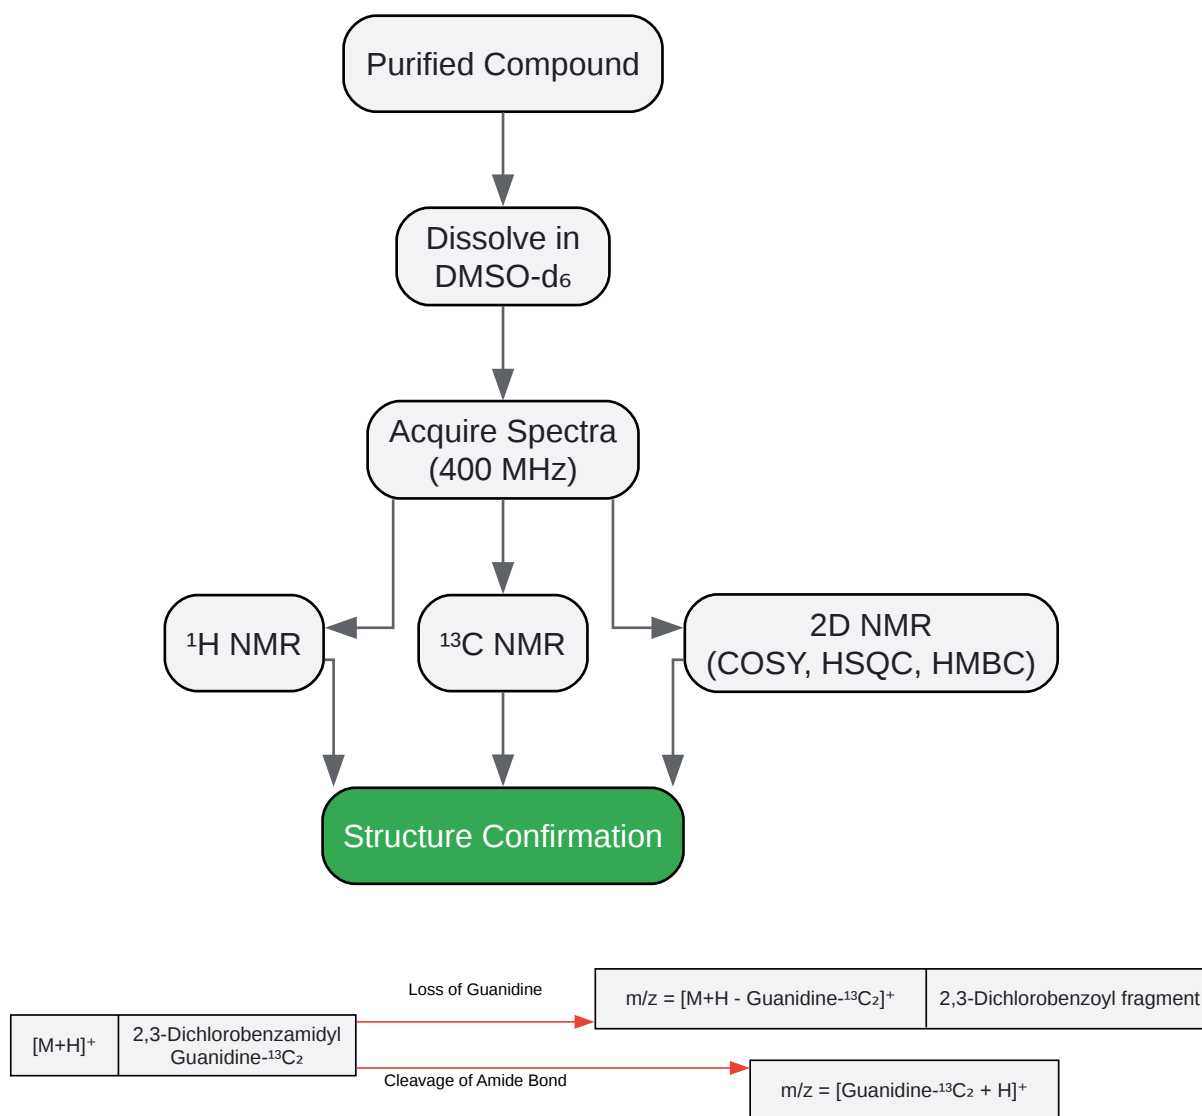 Purified Compound
Dissolve in
DMSO-d₆
Acquire Spectra
(400 MHz)
¹H NMR
¹³C NMR
2D NMR
(COSY, HSQC, HMBC)
Structure Confirmation
Loss of Guanidine
m/z = [M+H - Guanidine-¹³C₂]⁺
2,3-Dichlorobenzoyl fragment
[M+H]⁺
2,3-Dichlorobenzamidyl
Guanidine-¹³C₂
Cleavage of Amide Bond
m/z = [Guanidine-¹³C₂ + H]⁺